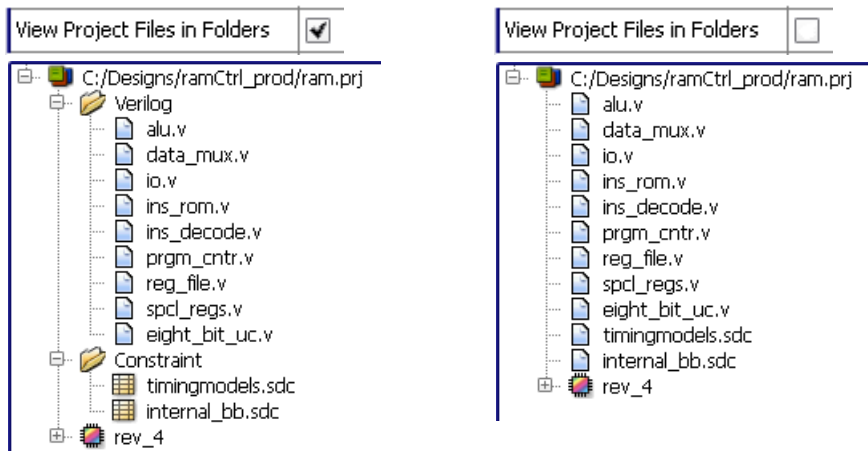 View Project Files in Folders
C:/Designs/ramCtrl_prod/ram.prj
Verilog
alu.v
data_mux.v
io.v
ins_rom.v
ins_decode.v
prgm_cntr.v
reg_file.v
spcl_regs.v
eight_bit_uc.v
Constraint
timingmodels.sdc
internal_bb.sdc
rev_4
View Project Files in Folders
C:/Designs/ramCtrl_prod/ram.prj
alu.v
data_mux.v
io.v
ins_rom.v
ins_decode.v
prgm_cntr.v
reg_file.v
spcl_regs.v
eight_bit_uc.v
timingmodels.sdc
internal_bb.sdc
rev_4